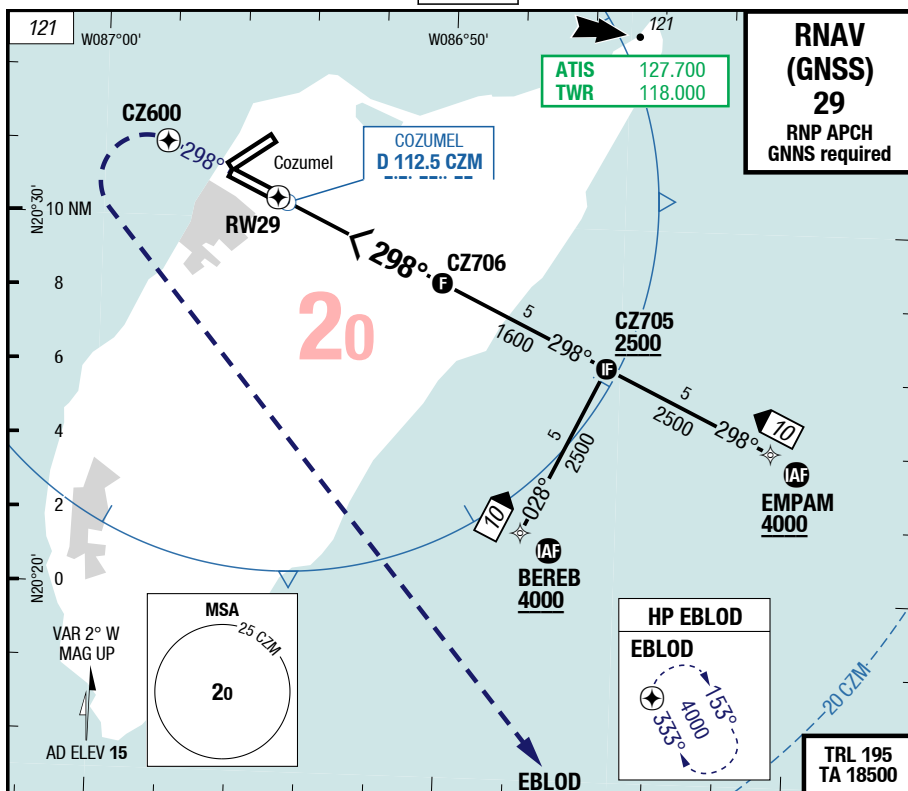 121
W087°00'
W086°50'
121
RNAV
(GNSS)
29
RNP APCH
GNNS required
ATIS 127.700
TWR 118.000
CZ600
298°
Cozumel
COZUMEL
D 112.5 CZM
N20°30'
10 NM
RW29
298°
CZ706
8
20
5
1600
298°
CZ705
2500
IF
F
6
5
2500
298°
10
4
5
2500
028°
10
IAF
EMPAM
4000
2
IAF
BEREB
4000
N20°20'
0
VAR 2° W
MAG UP
AD ELEV 15
MSA
25 CZM
20
HP EBLOD
EBLOD
153°
4000
333°
20 CZM
EBLOD
TRL 195
TA 18500